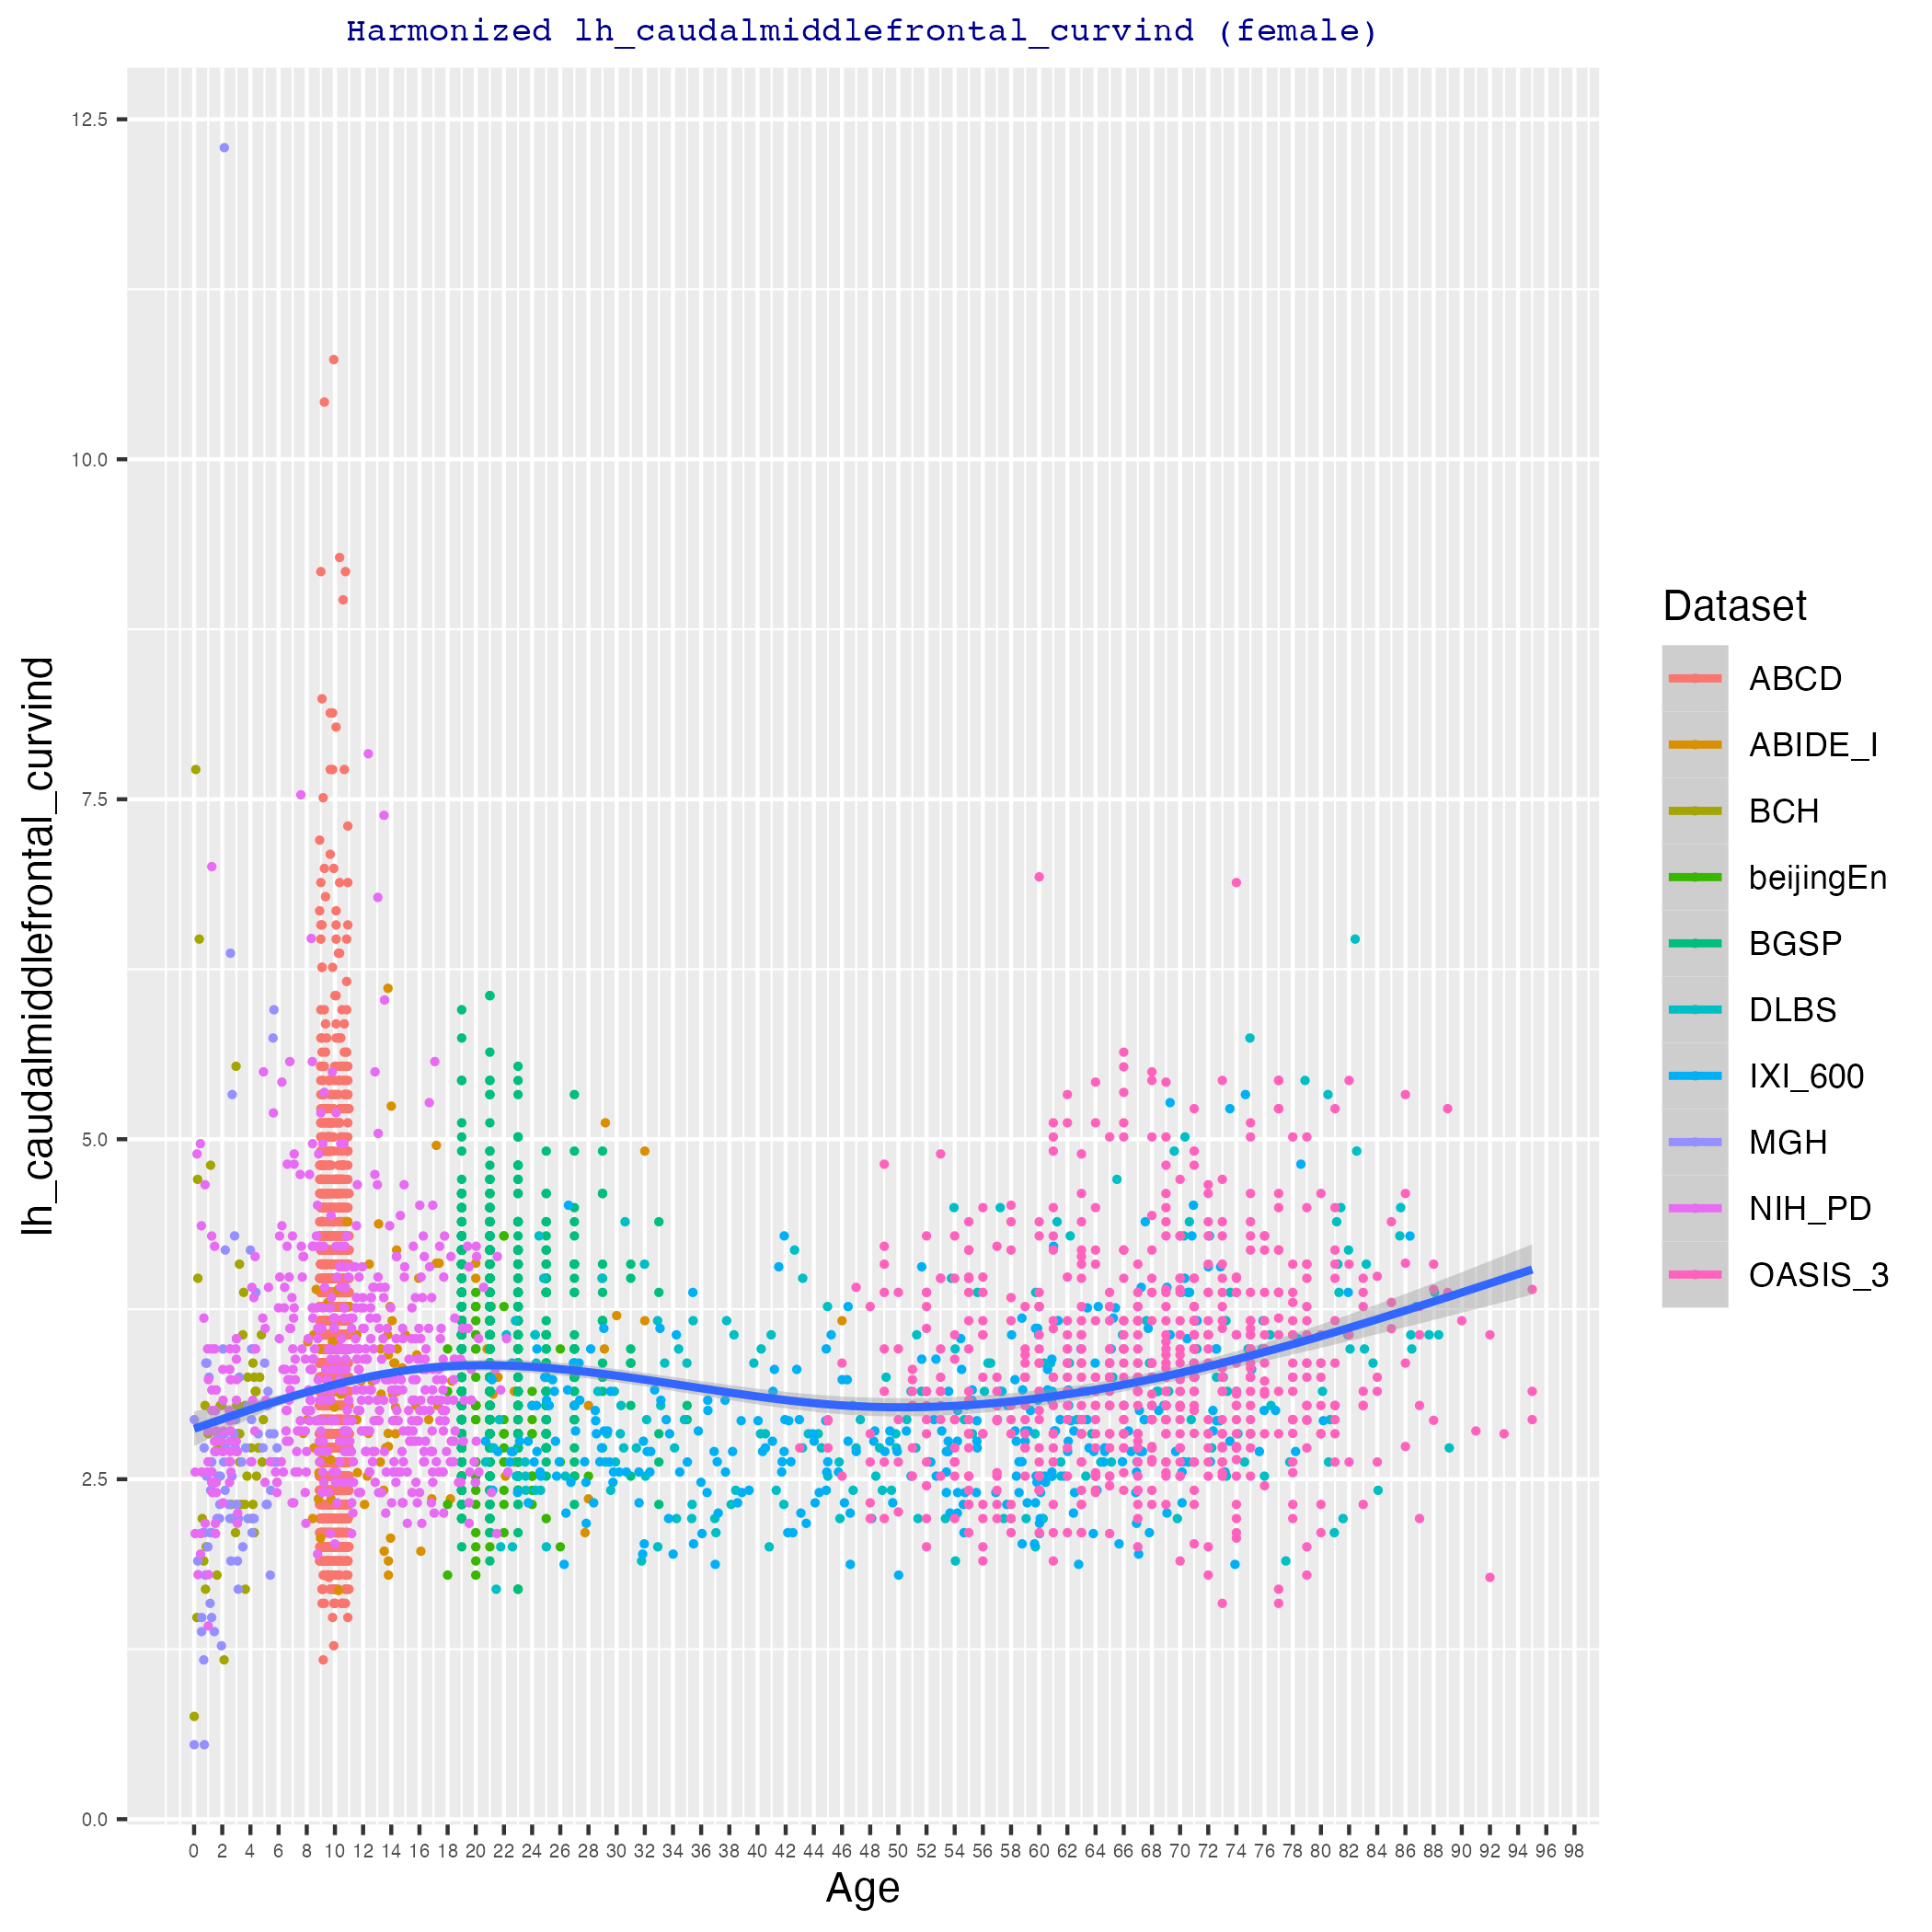 Harmonized lh_caudalmiddlefrontal_curvind (female)
lh_caudalmiddlefrontal_curvind
12.5
10.0
7.5
5.0
2.5
0.0
0 2 4 6 8 10 12 14 16 18 20 22 24 26 28 30 32 34 36 38 40 42 44 46 48 50 52 54 56 58 60 62 64 66 68 70 72 74 76 78 80 82 84 86 88 90 92 94 96 98
Age
Dataset
ABCD
ABIDE_I
BCH
beijingEn
BGSP
DLBS
IXI_600
MGH
NIH_PD
OASIS_3